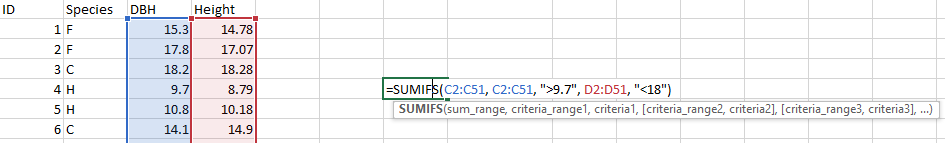 ID Species DBH Height
1 F 15.3 14.78
2 F 17.8 17.07
3 C 18.2 18.28
4 H 9.7 8.79 =SUMIFS(C2:C51, C2:C51, ">9.7", D2:D51, "<18")
5 H 10.8 10.18 SUMIFS(sum_range, criteria_range1, criteria1, [criteria_range2, criteria2], [criteria_range3, criteria3], ...)
6 C 14.1 14.9